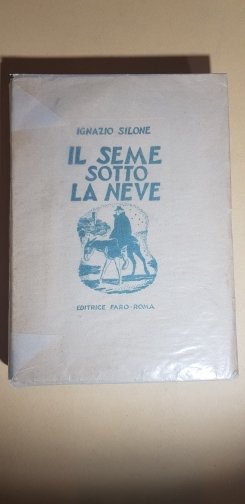 IGNAZIO SILONE
IL SEME
SOTTO
LA NEVE
EDITRICE FARO-ROMA